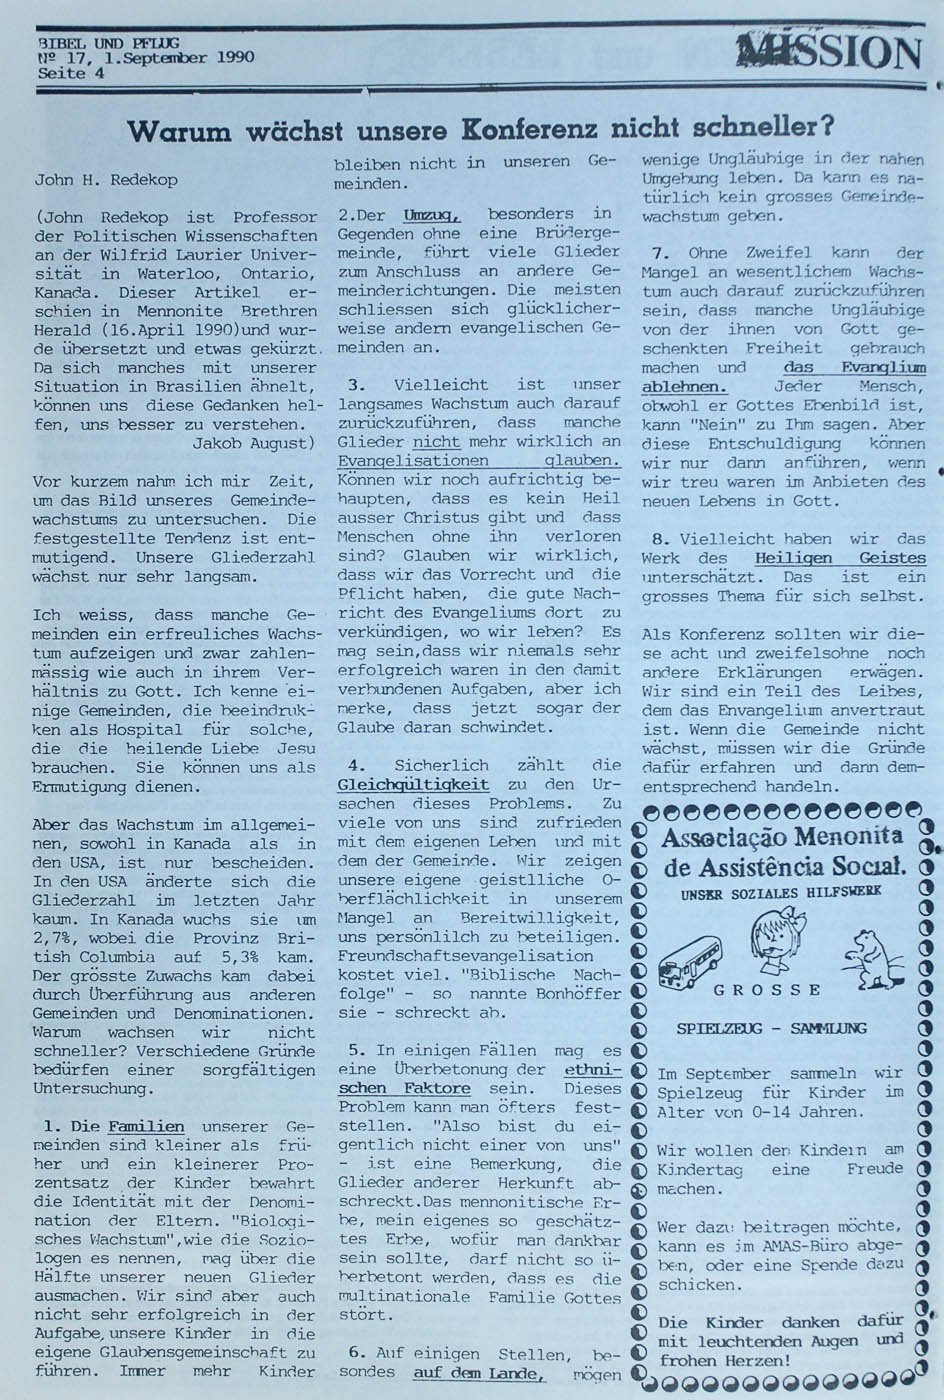 BIBEL UND PFLUG
Nº 17, 1.September 1990
Seite 4
MISSION
Warum wächst unsere Konferenz nicht schneller?
John H. Redekop
(John Redekop ist Professor
der Politischen Wissenschaften
an der Wilfrid Laurier Univer-
sität in Waterloo, Ontario,
Kanada. Dieser Artikel er-
schien in Mennonite Brethren
Herald (16.April 1990)und wur-
de übersetzt und etwas gekürzt.
Da sich manches mit unserer
Situation in Brasilien ähnelt,
können uns diese Gedanken hel-
fen, uns besser zu verstehen.
Jakob August)
Vor kurzem nahm ich mir Zeit,
um das Bild unseres Gemeinde-
wachstums zu untersuchen. Die
festgestellte Tendenz ist ent-
mutigend. Unsere Gliederzahl
wächst nur sehr langsam.
Ich weiss, dass manche Ge-
meinden ein erfreuliches Wachs-
tum aufzeigen und zwar zahlen-
mässig wie auch in ihrem Ver-
hältnis zu Gott. Ich kenne ei-
nige Gemeinden, die beeindruk-
ken als Hospital für solche,
die die heilende Liebe Jesu
brauchen. Sie können uns als
Ermutigung dienen.
Aber das Wachstum im allgemei-
nen, sowohl in Kanada als in
den USA, ist nur bescheiden.
In den USA änderte sich die
Gliederzahl im letzten Jahr
kaum. In Kanada wuchs sie um
2,7%, wobei die Provinz Bri-
tish Columbia auf 5,3% kam.
Der grösste Zuwachs kam dabei
durch Überführung aus anderen
Gemeinden und Denominationen.
Warum wachsen wir nicht
schneller? Verschiedene Gründe
bedürfen einer sorgfältigen
Untersuchung.
1. Die Familien unserer Ge-
meinden sind kleiner als frü-
her und ein kleinerer Pro-
zentsatz der Kinder bewahrt
die Identität mit der Denomi-
nation der Eltern. "Biologi-
sches Wachstum",wie die Sozio-
logen es nennen, mag über die
Hälfte unserer neuen Glieder
ausmachen. Wir sind aber auch
nicht sehr erfolgreich in der
Aufgabe,unsere Kinder in die
eigene Glaubensgemeinschaft zu
führen. Immer mehr Kinder
bleiben nicht in unseren Ge-
meinden.
2.Der Umzug, besonders in
Gegenden ohne eine Brüderge-
meinde, führt viele Glieder
zum Anschluss an andere Ge-
meinderichtungen. Die meisten
schliessen sich glücklicher-
weise andern evangelischen Ge-
meinden an.
3. Vielleicht ist unser
langsames Wachstum auch darauf
zurückzuführen, dass manche
Glieder nicht mehr wirklich an
Evangelisationen glauben.
Können wir noch aufrichtig be-
haupten, dass es kein Heil
ausser Christus gibt und dass
Menschen ohne ihn verloren
sind? Glauben wir wirklich,
dass wir das Vorrecht und die
Pflicht haben, die gute Nach-
richt des Evangeliums dort zu
verkündigen, wo wir leben? Es
mag sein,dass wir niemals sehr
erfolgreich waren in den damit
verbundenen Aufgaben, aber ich
merke, dass jetzt sogar der
Glaube daran schwindet.
4. Sicherlich zählt die
Gleichgültigkeit zu den Ur-
sachen dieses Problems. Zu
viele von uns sind zufrieden
mit dem eigenen Leben und mit
dem der Gemeinde. Wir zeigen
unsere eigene geistlliche O-
berflächlichkeit in unserem
Mangel an Bereitwilligkeit,
uns persönlilch zu beteiligen.
Freundschaftsevangelisation
kostet viel. "Biblische Nach-
folge" - so nannte Bonhöffer
sie - schreckt ab.
5. In einigen Fällen mag es
eine Überbetonung der ethni-
schen Faktore sein. Dieses
Problem kann man öfters fest-
stellen. "Also bist du ei-
gentlich nicht einer von uns"
- ist eine Bemerkung, die
Glieder anderer Herkunft ab-
schreckt.Das mennonitische Er-
be, mein eigenes so geschätz-
tes Erbe, wofür man dankbar
sein sollte, darf nicht so ü-
berbetont werden, dass es die
multinationale Familie Gottes
stört.
6. Auf einigen Stellen, be-
sondes auf dem Lande, mögen
wenige Ungläubige in der nahen
Umgebung leben. Da kann es na-
türlich kein grosses Gemeinde-
wachstum geben.
7. Ohne Zweifel kann der
Mangel an wesentlichem Wachs-
tum auch darauf zurückzuführen
sein, dass manche Ungläubige
von der ihnen von Gott ge-
schenkten Freiheit gebrauch
machen und das Evanglium
ablehnen. Jeder Mensch,
obwohl er Gottes Ebenbild ist,
kann "Nein" zu Ihm sagen. Aber
diese Entschuldigung können
wir nur dann anführen, wenn
wir treu waren im Anbieten des
neuen Lebens in Gott.
8. Vielleicht haben wir das
Werk des Heiligen Geistes
unterschätzt. Das ist ein
grosses Thema für sich selbst.
Als Konferenz sollten wir die-
se acht und zweifelsohne noch
andere Erklärungen erwägen.
Wir sind ein Teil des Leibes,
dem das Envangelium anvertraut
ist. Wenn die Gemeinde nicht
wächst, müssen wir die Gründe
dafür erfahren und dann dem-
entsprechend handeln.
Associação Menonita
de Assistência Social.
UNSER SOZIALES HILFSWERK
GROSSE
SPIELZEUG - SAMMLUNG
Im September sammeln wir
Spielzeug für Kinder im
Alter von 0-14 Jahren.
Wir wollen den Kindern am
Kindertag eine Freude
machen.
Wer dazu beitragen möchte,
kann es im AMAS-Büro abge-
ben, oder eine Spende dazu
schicken.
Die Kinder danken dafür
mit leuchtenden Augen und
frohen Herzen!